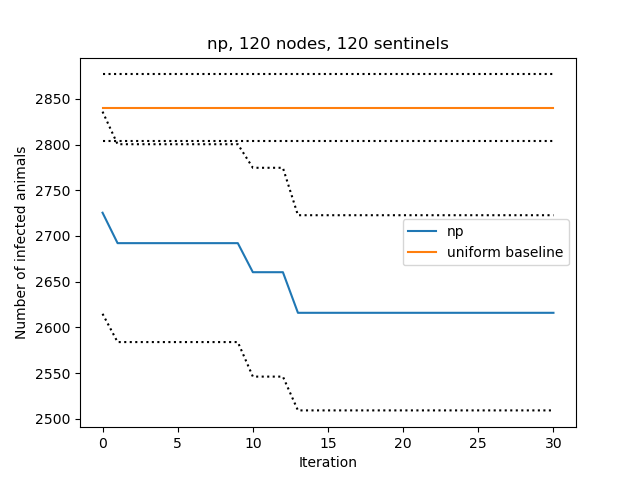 np, 120 nodes, 120 sentinels
Number of infected animals
2850
2800
2750
2700
2650
2600
2550
2500
np
uniform baseline
0 5 10 15 20 25 30
Iteration